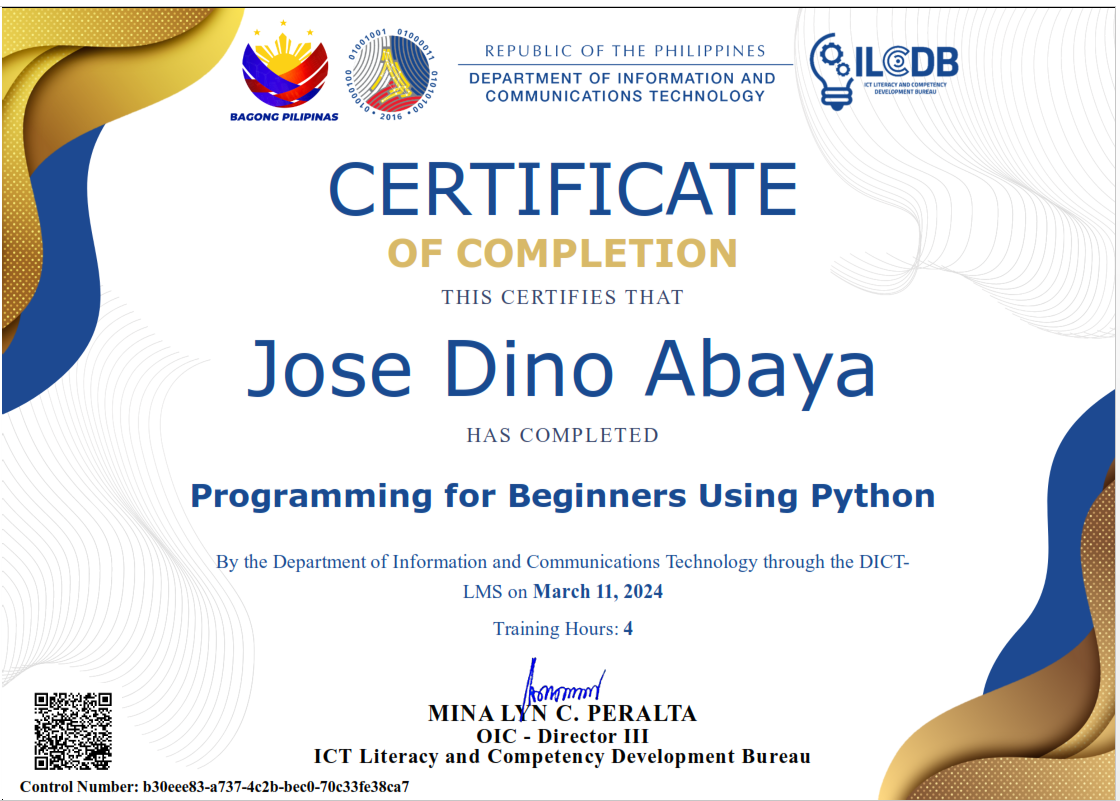 BAGONG PILIPINAS
01001001 01000011 01010100 01000100
• 2016 •
REPUBLIC OF THE PHILIPPINES
DEPARTMENT OF INFORMATION AND
COMMUNICATIONS TECHNOLOGY
ILCDB
ICT LITERACY AND COMPETENCY
DEVELOPMENT BUREAU
CERTIFICATE
OF COMPLETION
THIS CERTIFIES THAT
Jose Dino Abaya
HAS COMPLETED
Programming for Beginners Using Python
By the Department of Information and Communications Technology through the DICT-
LMS on March 11, 2024
Training Hours: 4
MINA LYN C. PERALTA
OIC - Director III
ICT Literacy and Competency Development Bureau
Control Number: b30eee83-a737-4c2b-bec0-70c33fe38ca7